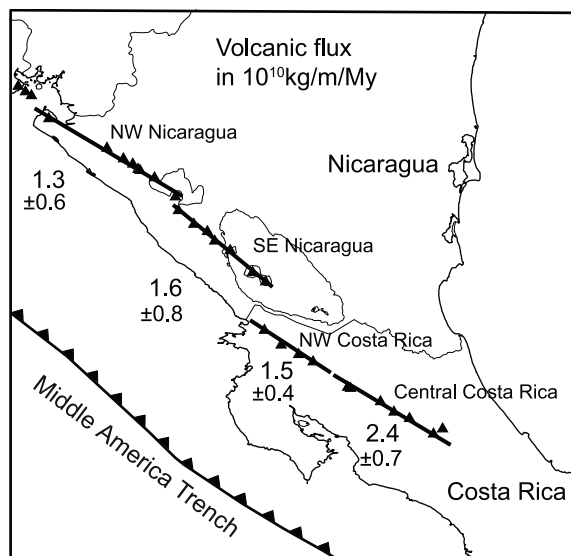 Volcanic flux
in 10¹⁰kg/m/My
NW Nicaragua
Nicaragua
1.3
±0.6
SE Nicaragua
1.6
±0.8
NW Costa Rica
1.5
±0.4
Central Costa Rica
2.4
±0.7
Middle America Trench
Costa Rica